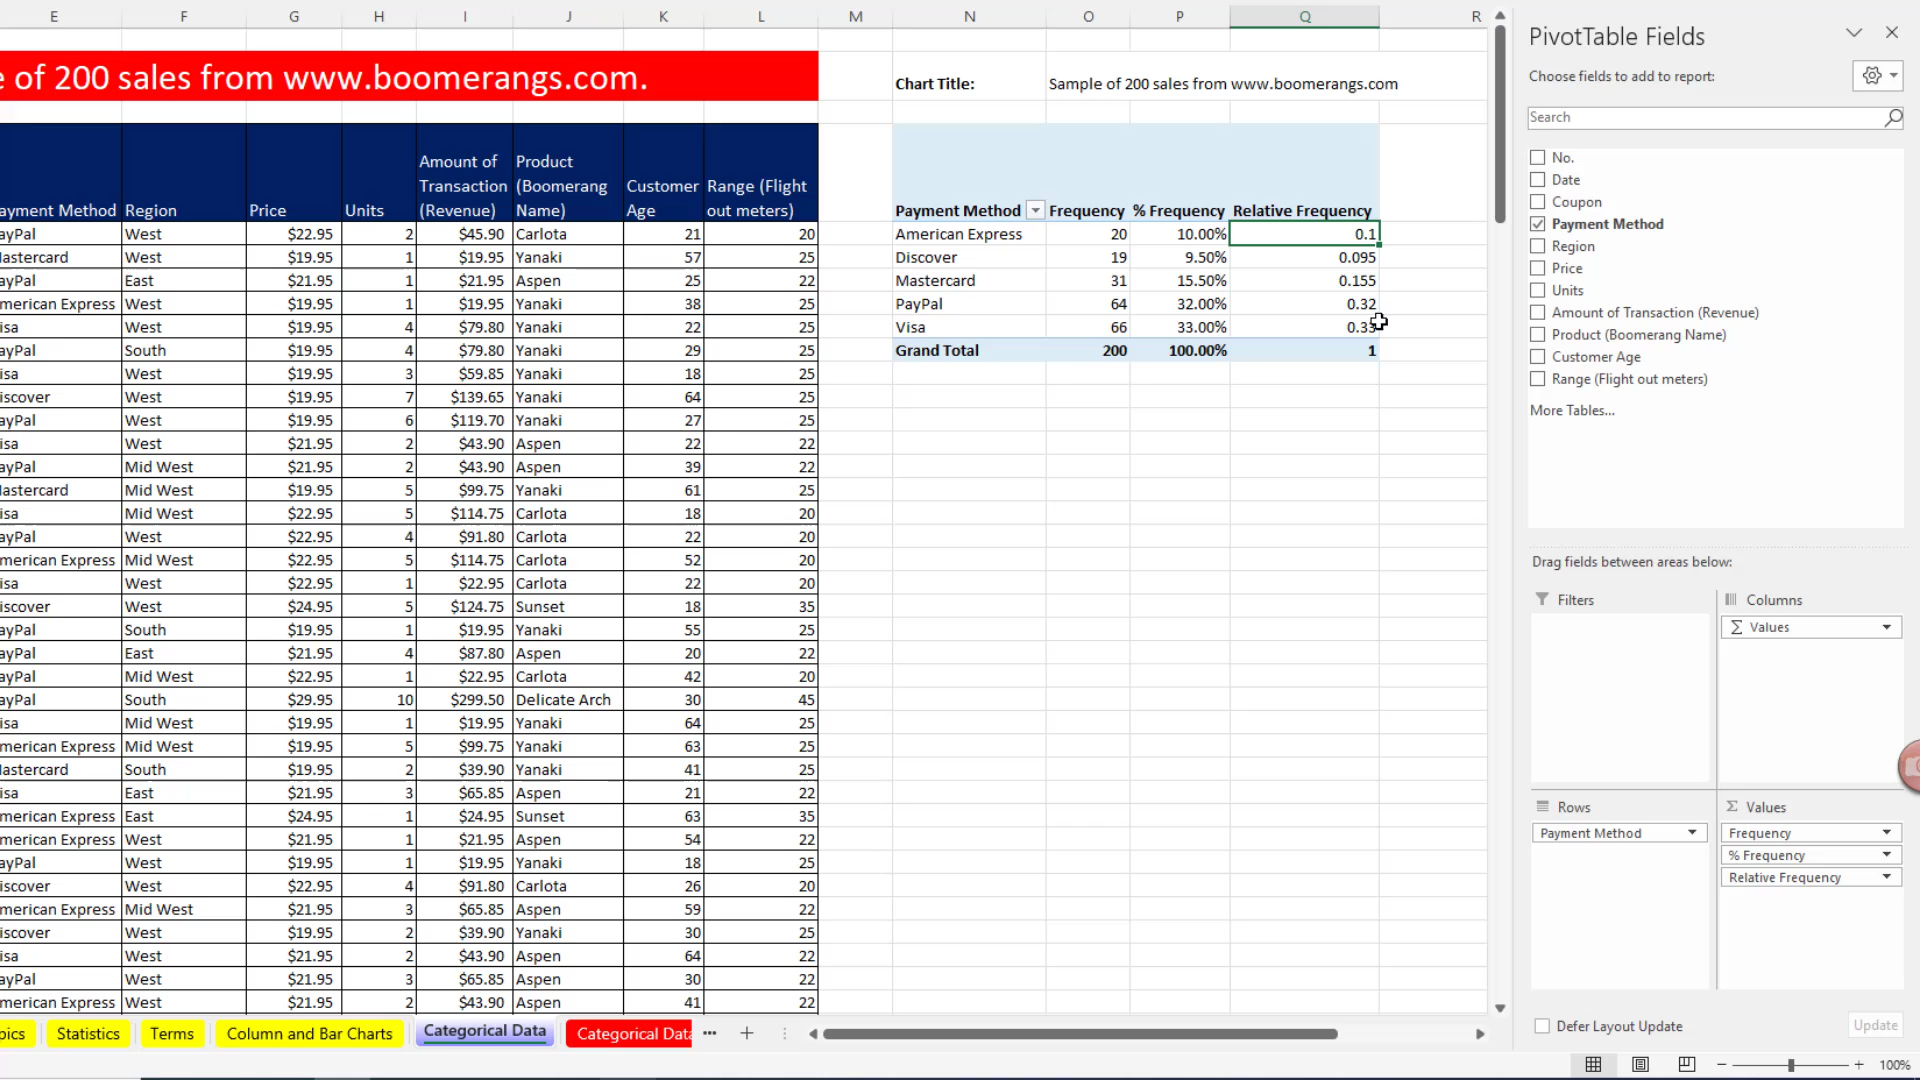 E F G H I J K L M N O P Q R
e of 200 sales from www.boomerangs.com.
Chart Title: Sample of 200 sales from www.boomerangs.com
ayment Method Region Price Units Amount of Transaction (Revenue) Product (Boomerang Name) Customer Age Range (Flight out meters)
ayPal West $22.95 2 $45.90 Carlota 21 20
lastercard West $19.95 1 $19.95 Yanaki 57 25
ayPal East $21.95 1 $21.95 Aspen 25 22
merican Express West $19.95 1 $19.95 Yanaki 38 25
isa West $19.95 4 $79.80 Yanaki 22 25
ayPal South $19.95 4 $79.80 Yanaki 29 25
isa West $19.95 3 $59.85 Yanaki 18 25
iscover West $19.95 7 $139.65 Yanaki 64 25
ayPal West $19.95 6 $119.70 Yanaki 27 25
isa West $21.95 2 $43.90 Aspen 22 22
ayPal Mid West $21.95 2 $43.90 Aspen 39 22
lastercard Mid West $19.95 5 $99.75 Yanaki 61 25
isa Mid West $22.95 5 $114.75 Carlota 18 20
ayPal West $22.95 4 $91.80 Carlota 22 20
merican Express Mid West $22.95 5 $114.75 Carlota 52 20
isa West $22.95 1 $22.95 Carlota 22 20
iscover West $24.95 5 $124.75 Sunset 18 35
ayPal South $19.95 1 $19.95 Yanaki 55 25
ayPal East $21.95 4 $87.80 Aspen 20 22
ayPal Mid West $22.95 1 $22.95 Carlota 42 20
ayPal South $29.95 10 $299.50 Delicate Arch 30 45
isa Mid West $19.95 1 $19.95 Yanaki 64 25
merican Express Mid West $19.95 5 $99.75 Yanaki 63 25
lastercard South $19.95 2 $39.90 Yanaki 41 25
isa East $21.95 3 $65.85 Aspen 21 22
merican Express East $24.95 1 $24.95 Sunset 63 35
merican Express West $21.95 1 $21.95 Aspen 54 22
ayPal West $19.95 1 $19.95 Yanaki 18 25
iscover West $22.95 4 $91.80 Carlota 26 20
merican Express Mid West $21.95 3 $65.85 Aspen 59 22
iscover West $19.95 2 $39.90 Yanaki 30 25
isa West $21.95 2 $43.90 Aspen 64 22
ayPal West $21.95 3 $65.85 Aspen 30 22
merican Express West $21.95 2 $43.90 Aspen 41 22
Payment Method Frequency % Frequency Relative Frequency
American Express 20 10.00% 0.1
Discover 19 9.50% 0.095
Mastercard 31 15.50% 0.155
PayPal 64 32.00% 0.32
Visa 66 33.00% 0.33
Grand Total 200 100.00% 1
pics Statistics Terms Column and Bar Charts Categorical Data Categorical Data
PivotTable Fields
Choose fields to add to report:
Search
No.
Date
Coupon
Payment Method
Region
Price
Units
Amount of Transaction (Revenue)
Product (Boomerang Name)
Customer Age
Range (Flight out meters)
More Tables...
Drag fields between areas below:
Filters
Columns
Σ Values
Rows
Payment Method
Σ Values
Frequency
% Frequency
Relative Frequency
Defer Layout Update Update
100%